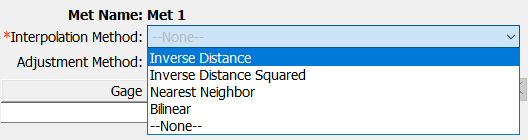 Met Name: Met 1
*Interpolation Method: --None--
Inverse Distance
Adjustment Method:
Inverse Distance Squared
Gage
Nearest Neighbor
Bilinear
--None--